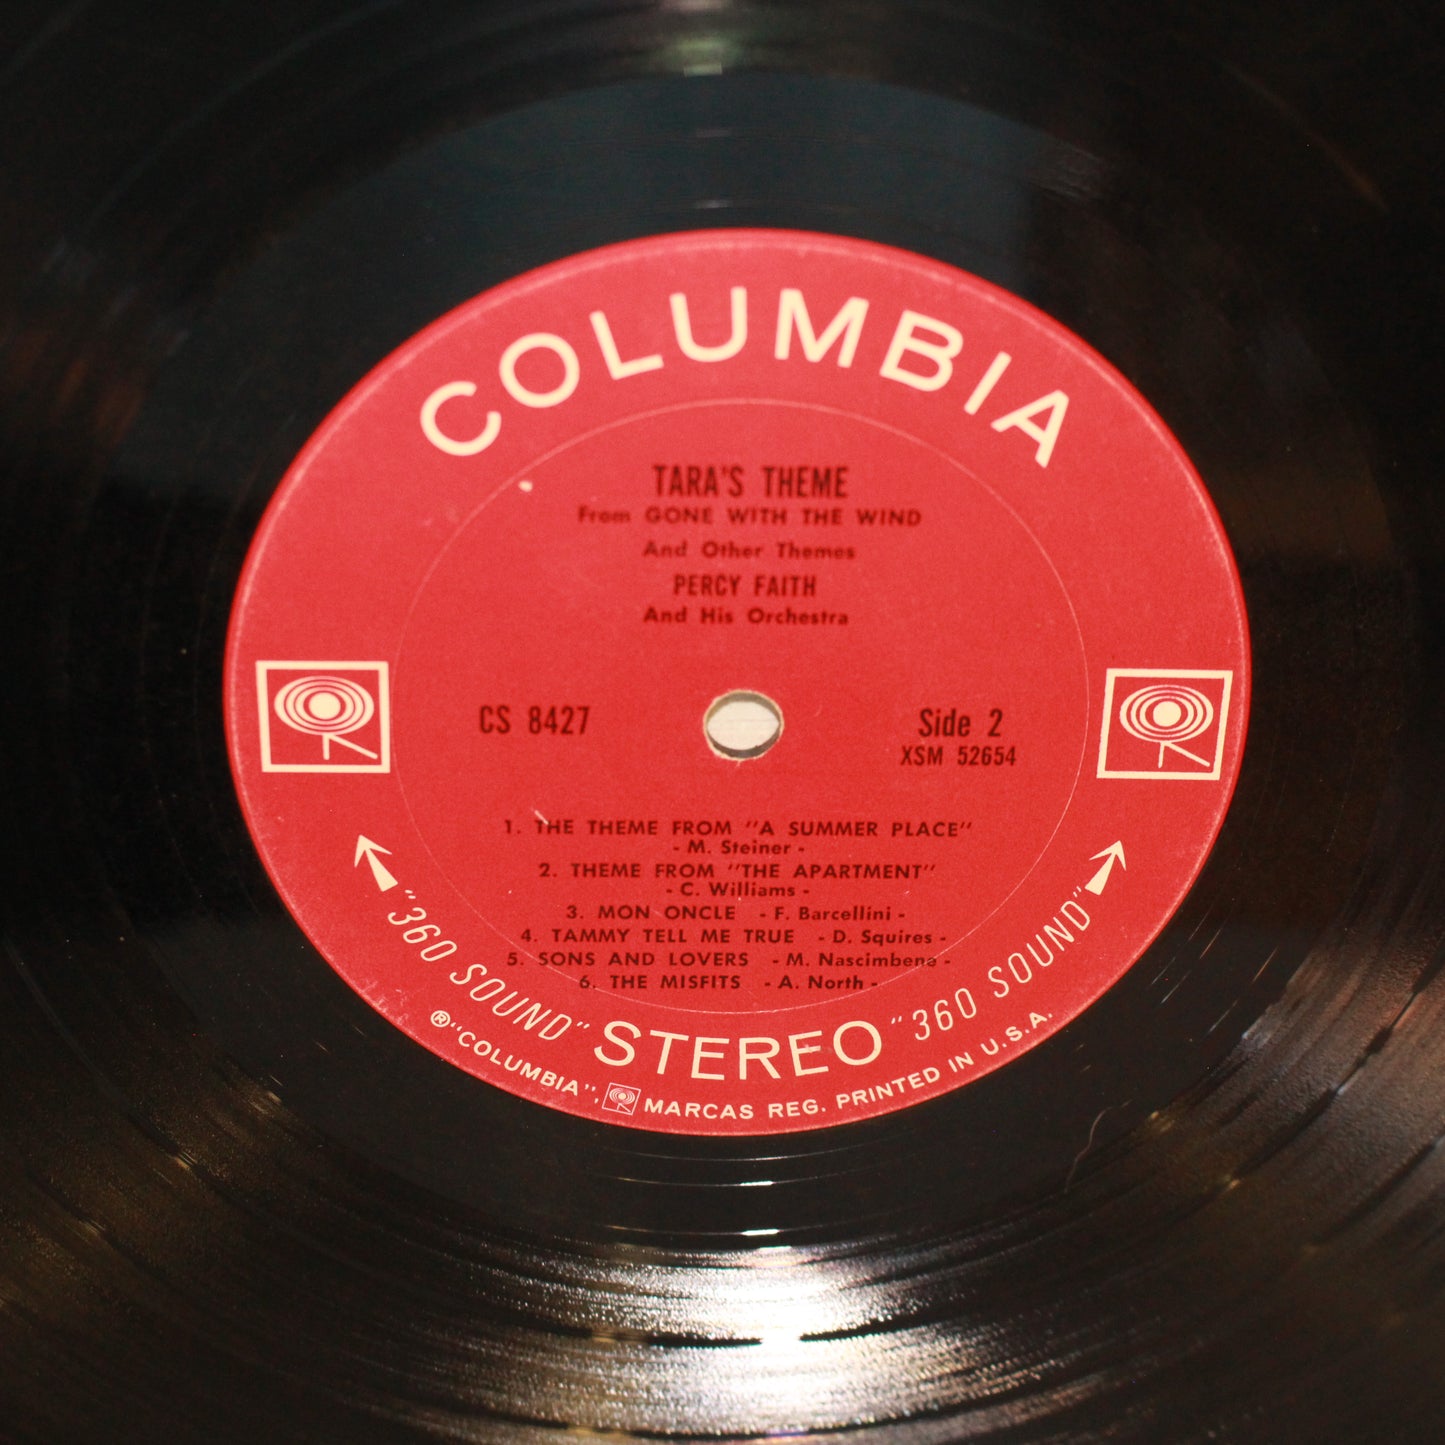 COLUMBIA
TARA'S THEME
From GONE WITH THE WIND
And Other Themes
PERCY FAITH
And His Orchestra
CS 8427
Side 2
XSM 52654
1. THE THEME FROM "A SUMMER PLACE"
- M. Steiner -
2. THEME FROM "THE APARTMENT"
- C. Williams -
3. MON ONCLE - F. Barcellini -
4. TAMMY TELL ME TRUE - D. Squires -
5. SONS AND LOVERS - M. Nascimbene -
6. THE MISFITS - A. North -
"360 SOUND" STEREO "360 SOUND"
®"COLUMBIA", MARCAS REG. PRINTED IN U.S.A.